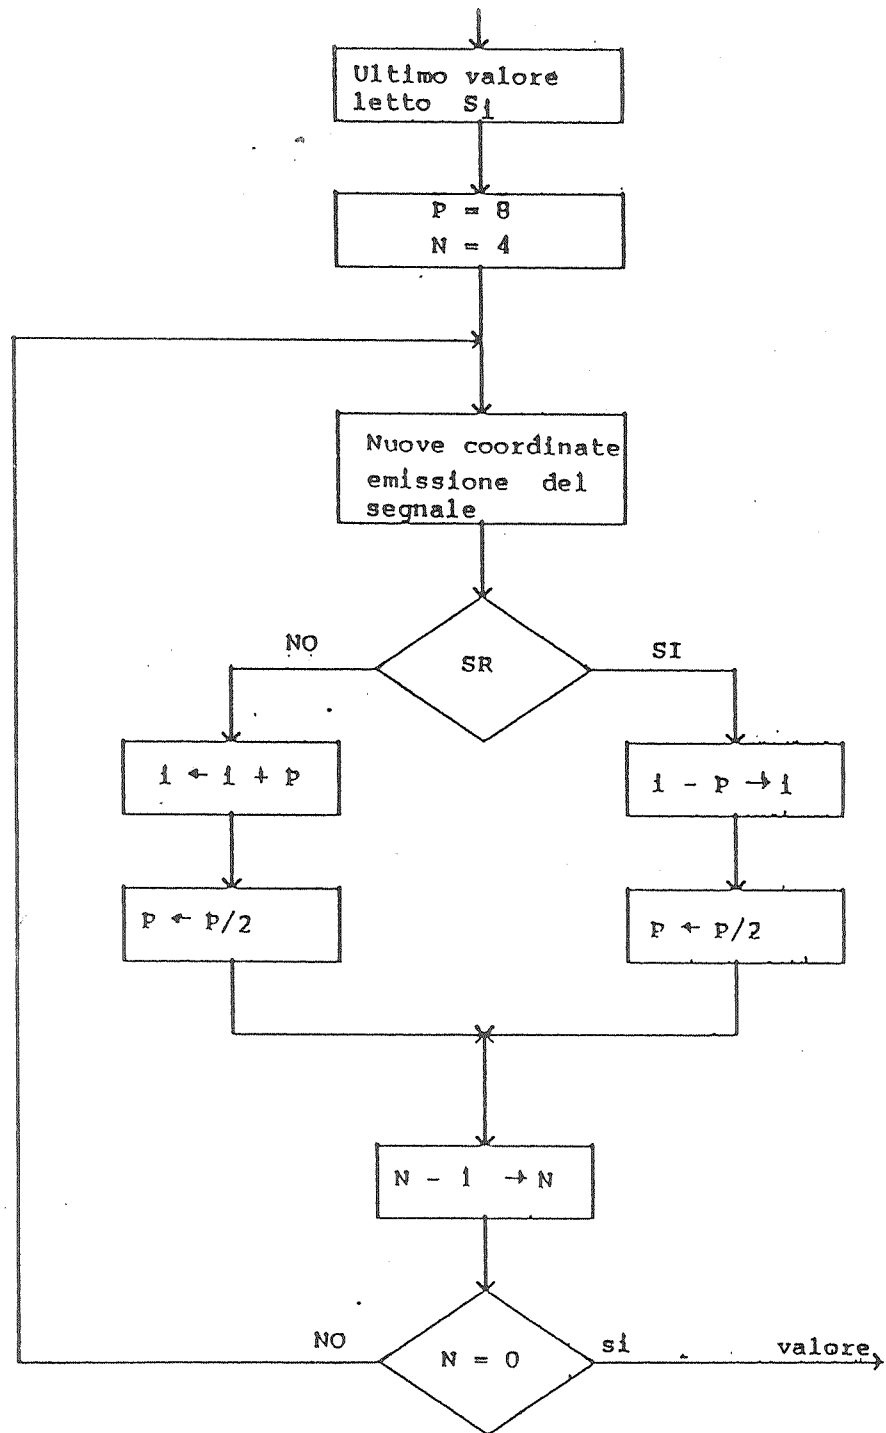 Ultimo valore
letto Si
P = 8
N = 4
Nuove coordinate
emissione del
segnale
NO
SR
SI
i ← i + P
i - P → i
P ← P/2
P ← P/2
N - 1 → N
NO
N = 0
si
valore